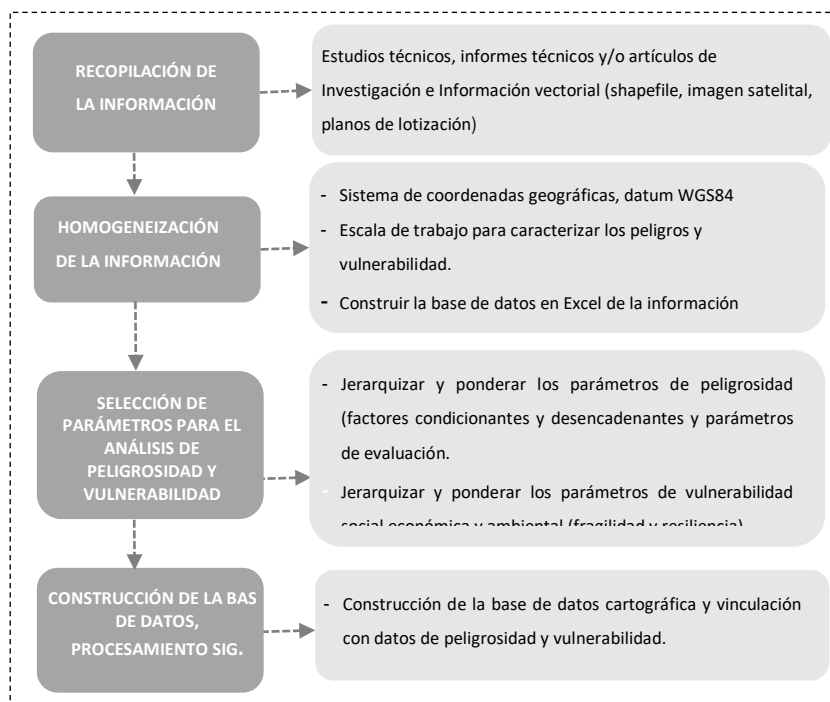 RECOPILACIÓN DE
LA INFORMACIÓN
Estudios técnicos, informes técnicos y/o artículos de
Investigación e Información vectorial (shapefile, imagen satelital,
planos de lotización)
HOMOGENEIZACIÓN
DE LA INFORMACIÓN
- Sistema de coordenadas geográficas, datum WGS84
- Escala de trabajo para caracterizar los peligros y
vulnerabilidad.
- Construir la base de datos en Excel de la información
SELECCIÓN DE
PARÁMETROS PARA EL
ANÁLISIS DE
PELIGROSIDAD Y
VULNERABILIDAD
- Jerarquizar y ponderar los parámetros de peligrosidad
(factores condicionantes y desencadenantes y parámetros
de evaluación.
- Jerarquizar y ponderar los parámetros de vulnerabilidad
social económica y ambiental (fragilidad y resiliencia)
CONSTRUCCIÓN DE LA BAS
DE DATOS,
PROCESAMIENTO SIG.
- Construcción de la base de datos cartográfica y vinculación
con datos de peligrosidad y vulnerabilidad.